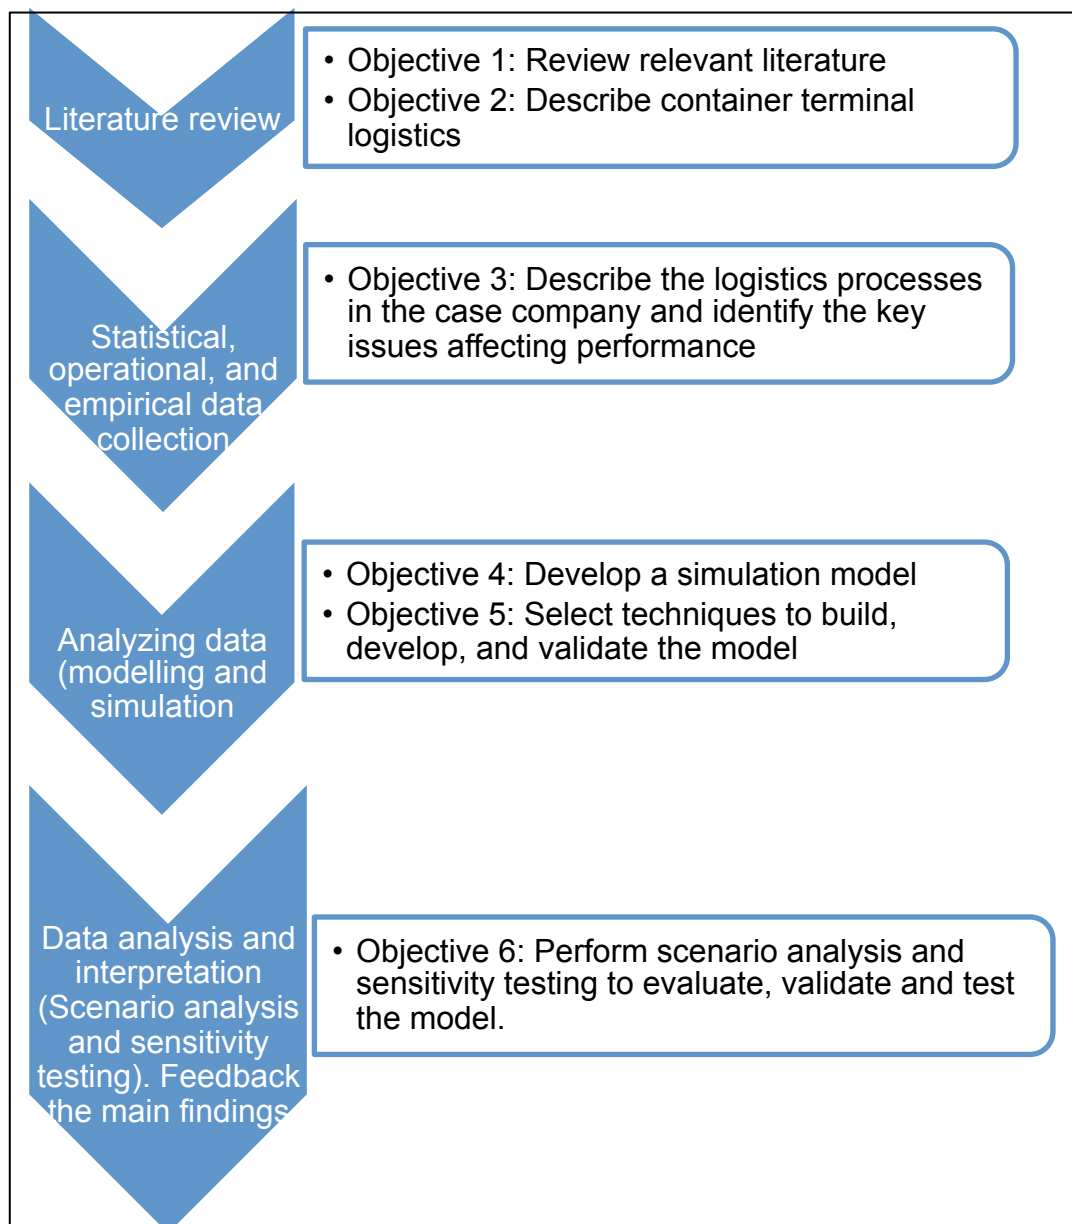 Literature review
• Objective 1: Review relevant literature
• Objective 2: Describe container terminal
logistics
Statistical,
operational, and
empirical data
collection
• Objective 3: Describe the logistics processes
in the case company and identify the key
issues affecting performance
Analyzing data
(modelling and
simulation
• Objective 4: Develop a simulation model
• Objective 5: Select techniques to build,
develop, and validate the model
Data analysis and
interpretation
(Scenario analysis
and sensitivity
testing). Feedback
the main findings
• Objective 6: Perform scenario analysis and
sensitivity testing to evaluate, validate and test
the model.